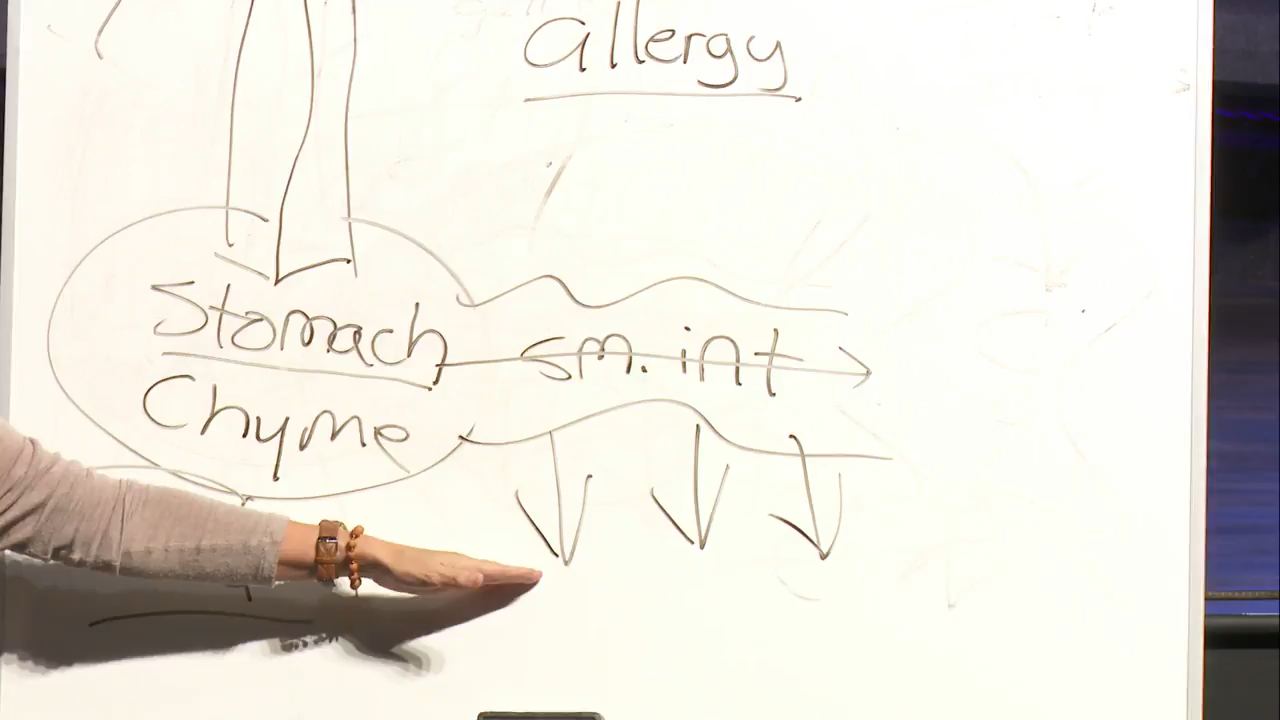 allergy
Stomach
sm. int
Chyme